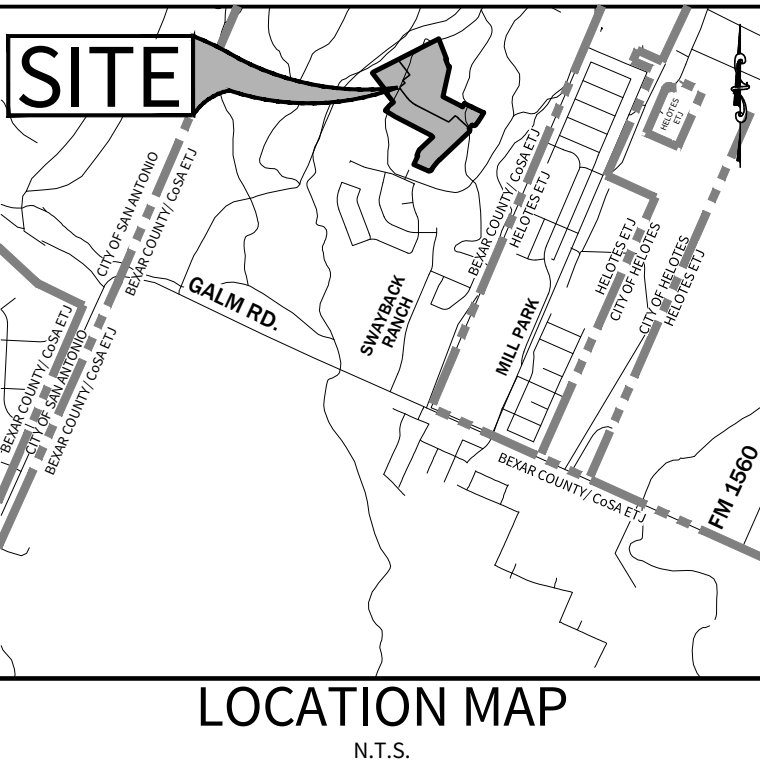 SITE
HELOTES
ETJ
CITY OF SAN ANTONIO
BEXAR COUNTY/ CoSA ETJ
BEXAR COUNTY/ CoSA ETJ
HELOTES ETJ
HELOTES ETJ
CITY OF HELOTES
CITY OF HELOTES
HELOTES ETJ
GALM RD.
SWAYBACK
RANCH
MILL PARK
BEXAR COUNTY/ CoSA ETJ
CITY OF SAN ANTONIO
BEXAR COUNTY/ CoSA ETJ
BEXAR COUNTY/ CoSA ETJ
FM 1560
LOCATION MAP
N.T.S.